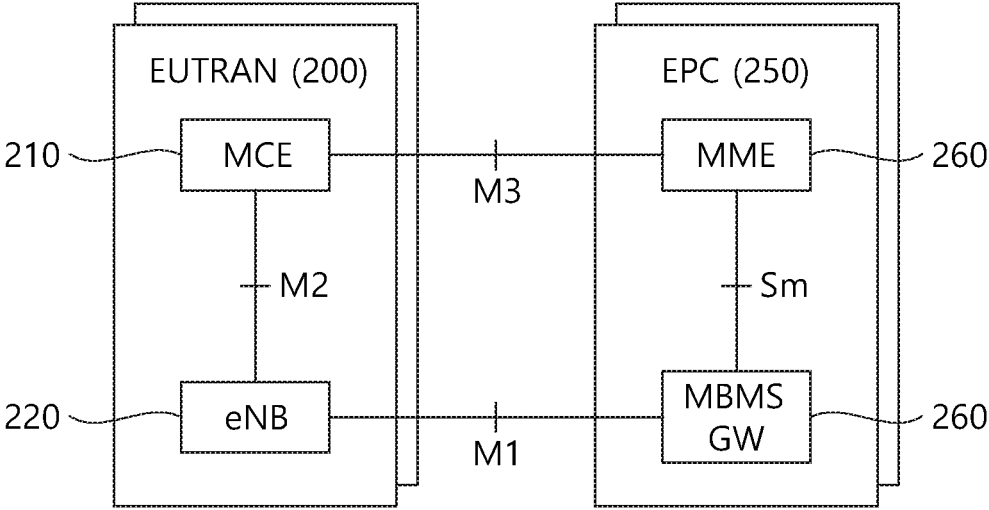 EUTRAN (200)
EPC (250)
210
MCE
MME
260
M3
M2
Sm
220
eNB
MBMS
GW
260
M1